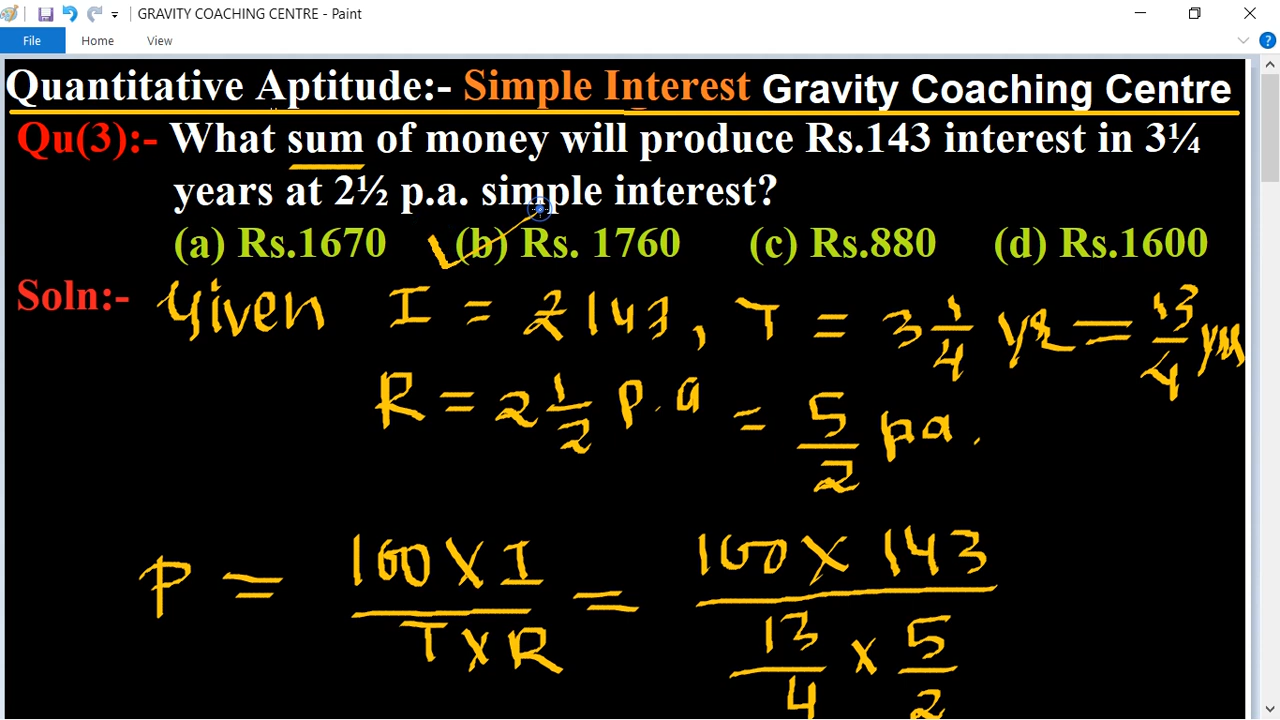 GRAVITY COACHING CENTRE - Paint
File Home View
Quantitative Aptitude:- Simple Interest Gravity Coaching Centre
Qu(3):- What sum of money will produce Rs.143 interest in 3¼
years at 2½ p.a. simple interest?
(a) Rs.1670 (b) Rs. 1760 (c) Rs.880 (d) Rs.1600
Soln:- Given I = ₹143, T = 3 1/4 yr = 13/4 yrs
R = 2 1/2 p.a = 5/2 pa.
P = 100 X I / T X R = 100 X 143 / 13/4 x 5/2